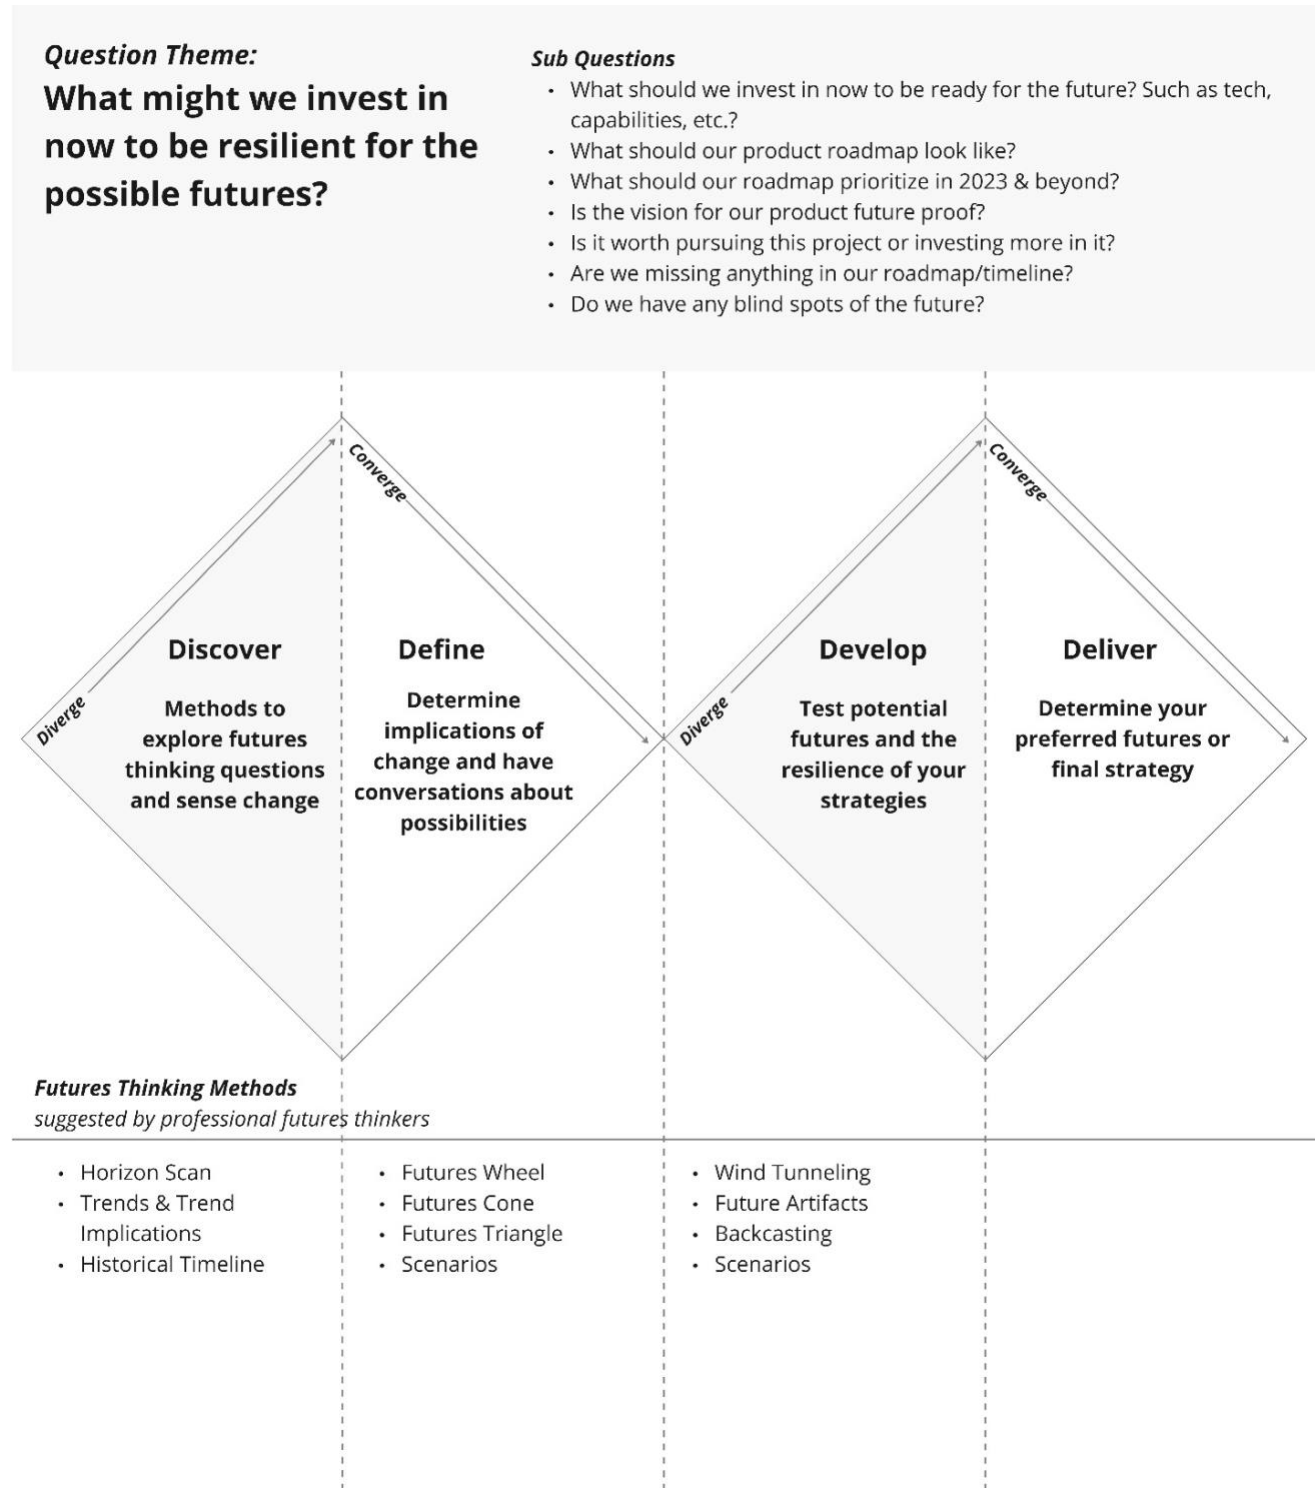 Question Theme:
What might we invest in
now to be resilient for the
possible futures?
Sub Questions
• What should we invest in now to be ready for the future? Such as tech,
capabilities, etc.?
• What should our product roadmap look like?
• What should our roadmap prioritize in 2023 & beyond?
• Is the vision for our product future proof?
• Is it worth pursuing this project or investing more in it?
• Are we missing anything in our roadmap/timeline?
• Do we have any blind spots of the future?
Diverge
Discover
Methods to
explore futures
thinking questions
and sense change
Converge
Define
Determine
implications of
change and have
conversations about
possibilities
Diverge
Develop
Test potential
futures and the
resilience of your
strategies
Converge
Deliver
Determine your
preferred futures or
final strategy
Futures Thinking Methods
suggested by professional futures thinkers
• Horizon Scan
• Trends & Trend
Implications
• Historical Timeline
• Futures Wheel
• Futures Cone
• Futures Triangle
• Scenarios
• Wind Tunneling
• Future Artifacts
• Backcasting
• Scenarios